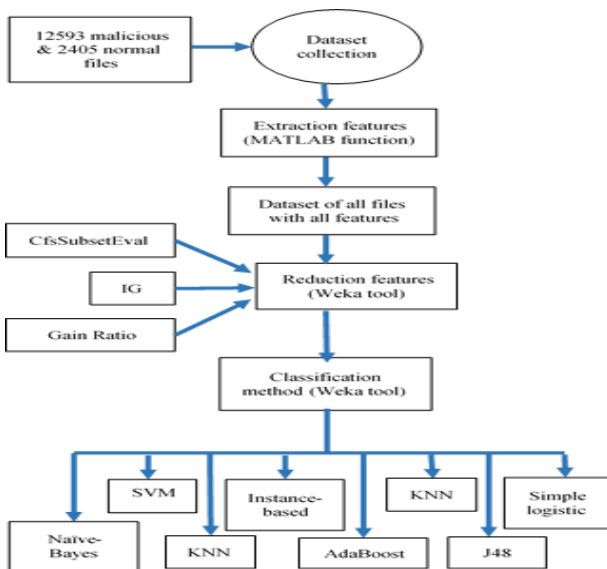 12593 malicious
& 2405 normal
files
Dataset
collection
Extraction features
(MATLAB function)
Dataset of all files
with all features
CfsSubsetEval
IG
Gain Ratio
Reduction features
(Weka tool)
Classification
method (Weka tool)
SVM
Instance-
based
KNN
Simple
logistic
Naïve-
Bayes
KNN
AdaBoost
J48